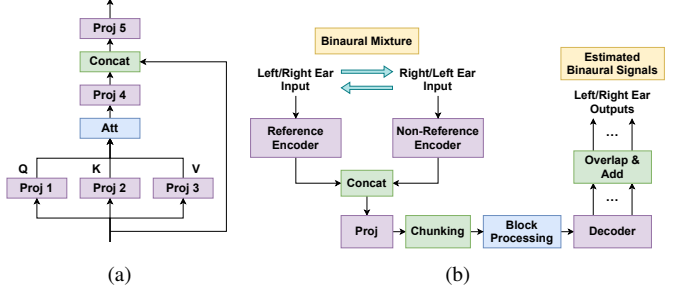 Proj 5
Concat
Proj 4
Att
Q
K
V
Proj 1
Proj 2
Proj 3
(a)
Binaural Mixture
Left/Right Ear
Input
Right/Left Ear
Input
Reference
Encoder
Non-Reference
Encoder
Concat
Proj
Chunking
Block
Processing
Decoder
...
Overlap &
Add
...
Left/Right Ear
Outputs
Estimated
Binaural Signals
(b)